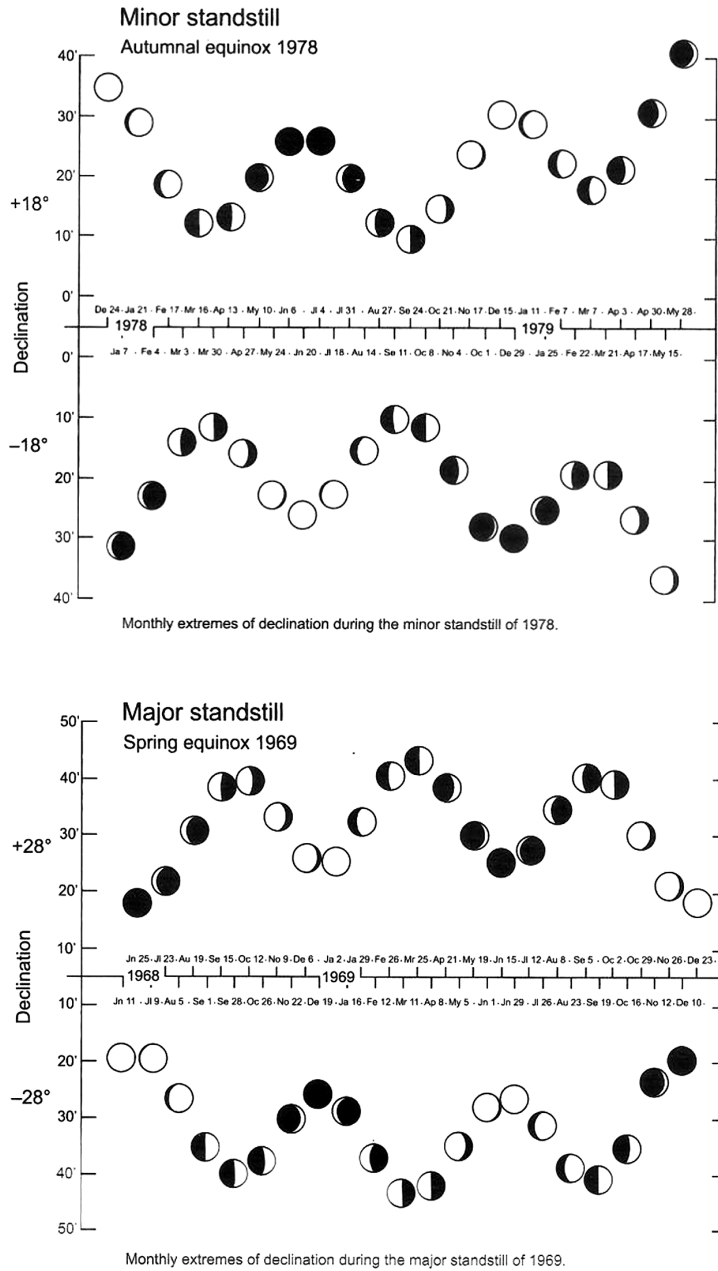 Minor standstill
Autumnal equinox 1978
40'
30'
20'
+18°
10'
0'
De 24 · Ja 21 · Fe 17 · Mr 16 · Ap 13 · My 10 · Jn 6 · Jl 4 · Jl 31 · Au 27 · Se 24 · Oc 21 · No 17 · De 15 · Ja 11 · Fe 7 · Mr 7 · Ap 3 · Ap 30 · My 28 ·
Declination
1978 1979
0'
Ja 7 · Fe 4 · Mr 3 · Mr 30 · Ap 27 · My 24 · Jn 20 · Jl 18 · Au 14 · Se 11 · Oc 8 · No 4 · Oc 1 · De 29 · Ja 25 · Fe 22 · Mr 21 · Ap 17 · My 15 ·
10'
–18°
20'
30'
40'
Monthly extremes of declination during the minor standstill of 1978.
50'
Major standstill
Spring equinox 1969
40'
30'
+28°
20'
10'
Jn 25 · Jl 23 · Au 19 · Se 15 · Oc 12 · No 9 · De 6 · Ja 2 · Ja 29 · Fe 26 · Mr 25 · Ap 21 · My 19 · Jn 15 · Jl 12 · Au 8 · Se 5 · Oc 2 · Oc 29 · No 26 · De 23 ·
Declination
1968 1969
10'
Jn 11 · Jl 9 · Au 5 · Se 1 · Se 28 · Oc 26 · No 22 · De 19 · Ja 16 · Fe 12 · Mr 11 · Ap 8 · My 5 · Jn 1 · Jn 29 · Jl 26 · Au 23 · Se 19 · Oc 16 · No 12 · De 10 ·
20'
–28°
30'
40'
50'
Monthly extremes of declination during the major standstill of 1969.